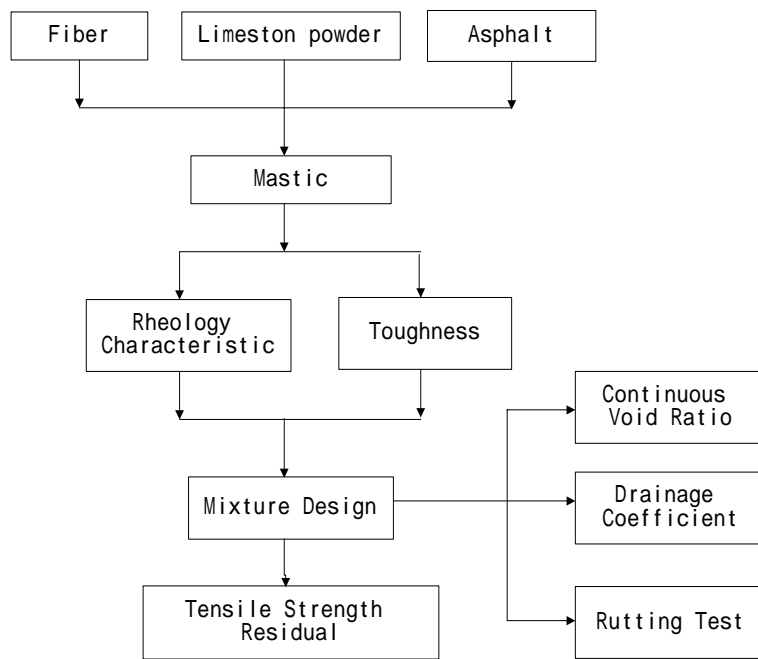 Fiber
Limeston powder
Asphalt
Mastic
Rheology
Characteristic
Toughness
Continuous
Void Ratio
Mixture Design
Drainage
Coefficient
Tensile Strength
Residual
Rutting Test